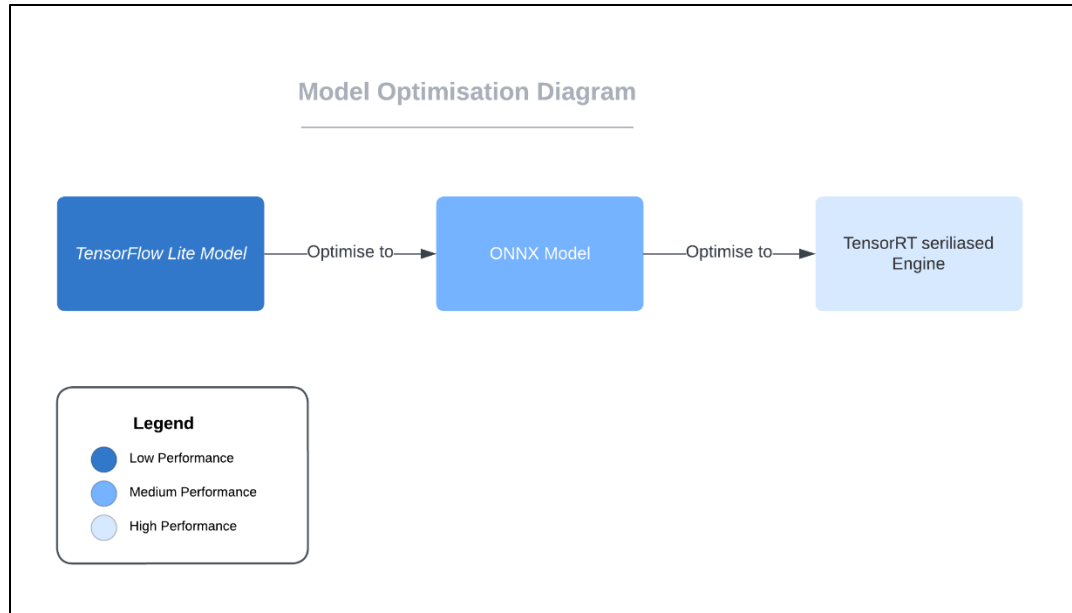 Model Optimisation Diagram
TensorFlow Lite Model
Optimise to
ONNX Model
Optimise to
TensorRT seriliased
Engine
Legend
Low Performance
Medium Performance
High Performance